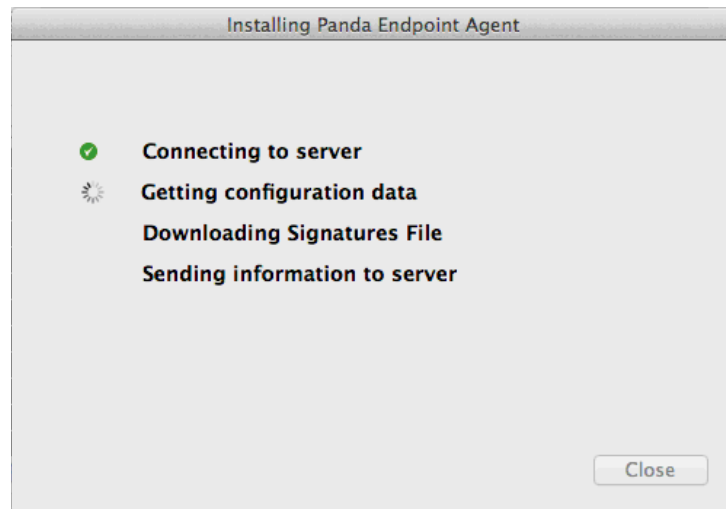 Installing Panda Endpoint Agent
Connecting to server
Getting configuration data
Downloading Signatures File
Sending information to server
Close